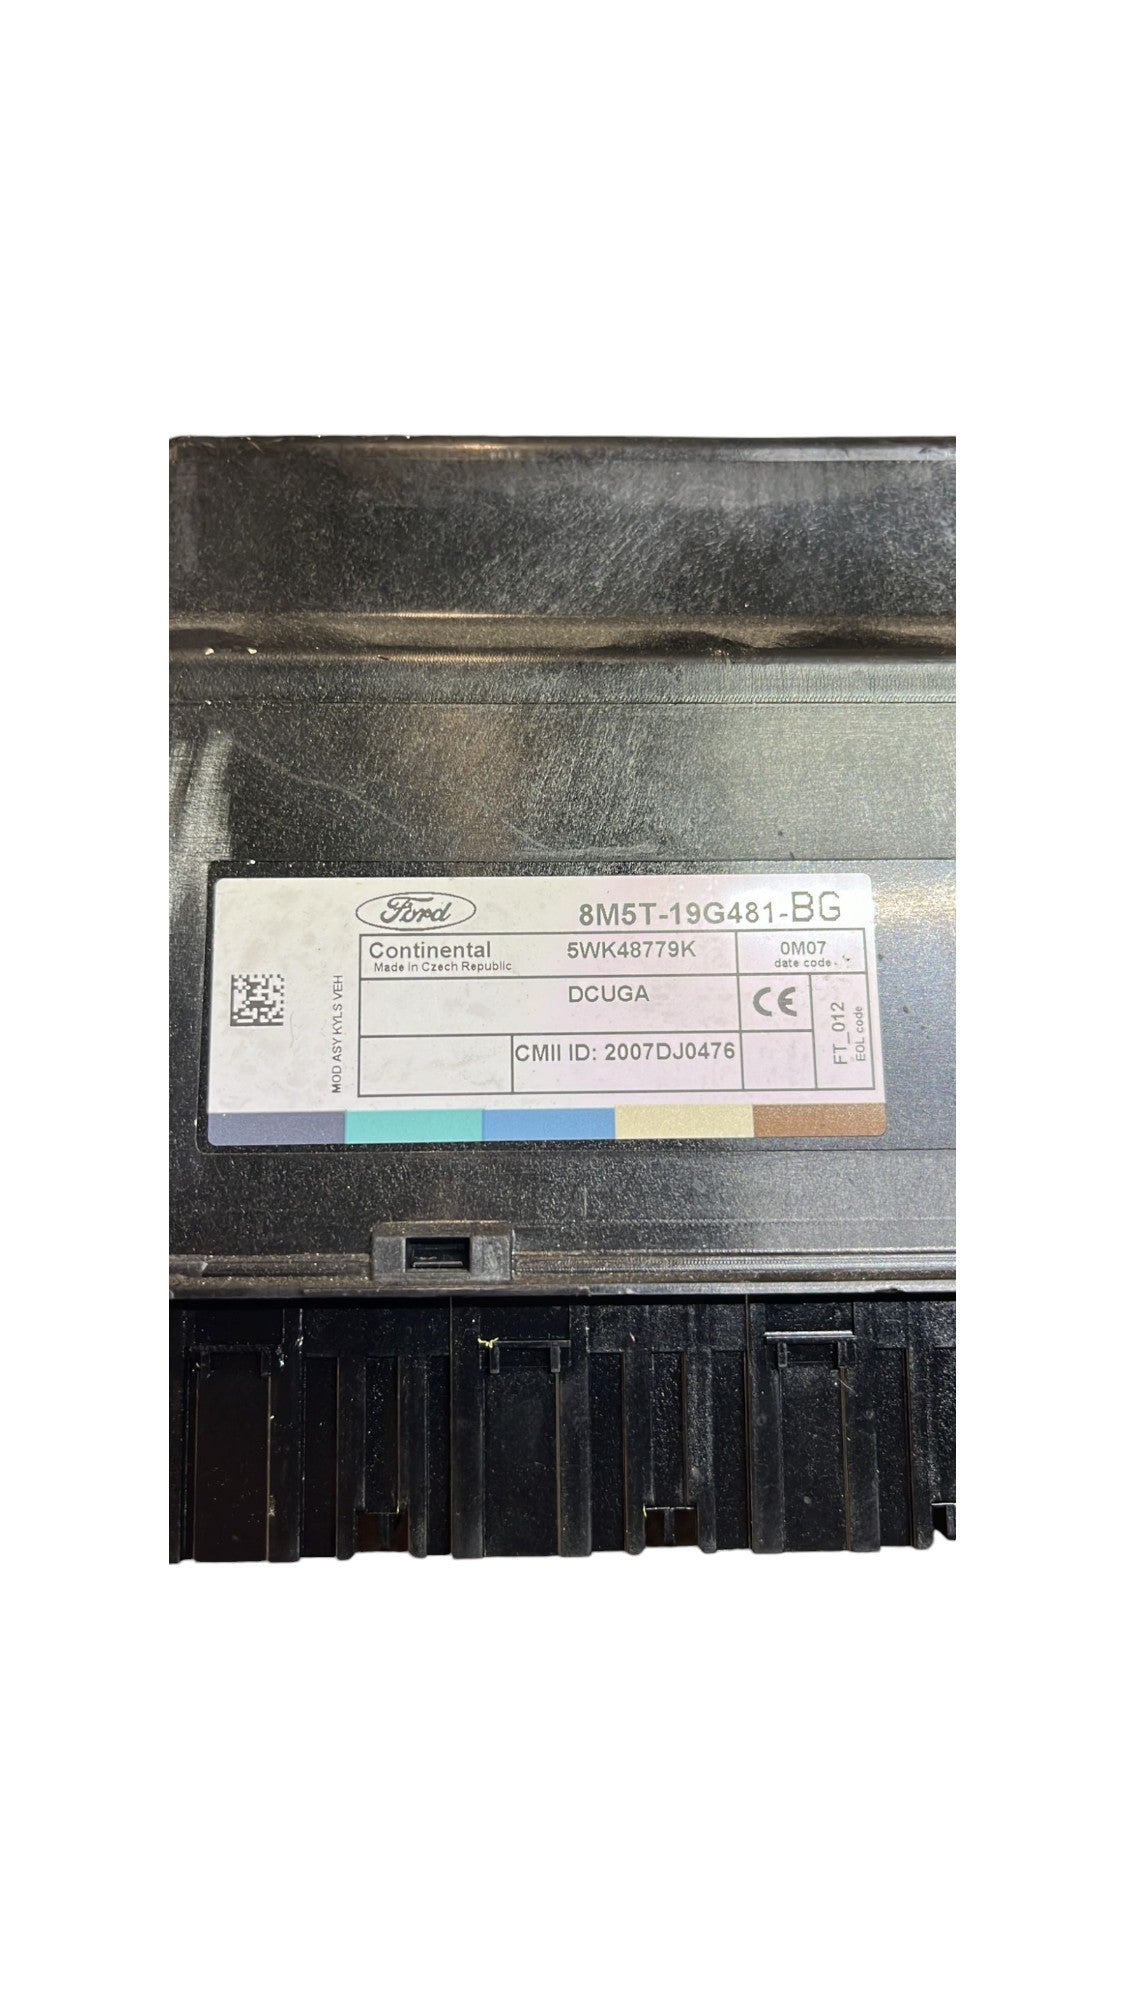 Ford
8M5T-19G481-BG
Continental
Made in Czech Republic
5WK48779K
0M07
date code
DCUGA
CE
CMII ID: 2007DJ0476
FT_012
EOL code
MOD ASY KYLS VEH